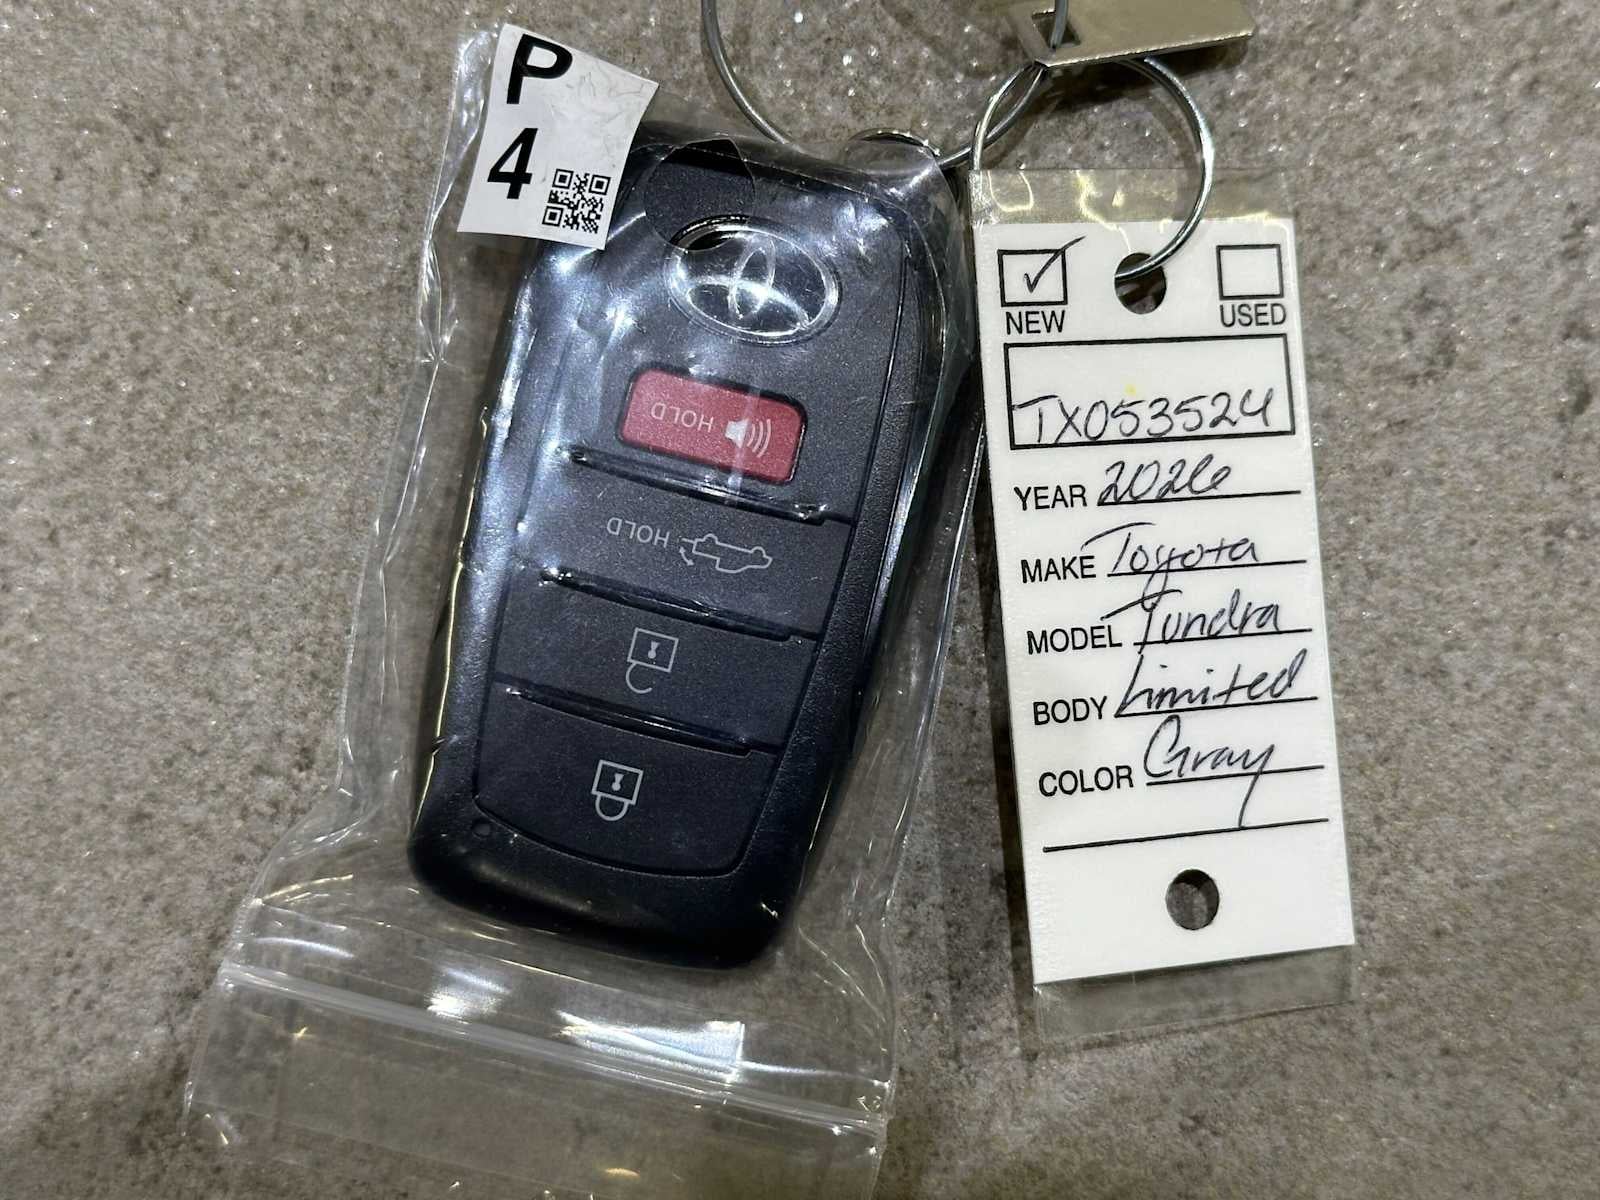 P
4
HOLD
HOLD
NEW
USED
TX053524
YEAR 2026
MAKE Toyota
MODEL Tundra
BODY Limited
COLOR Gray